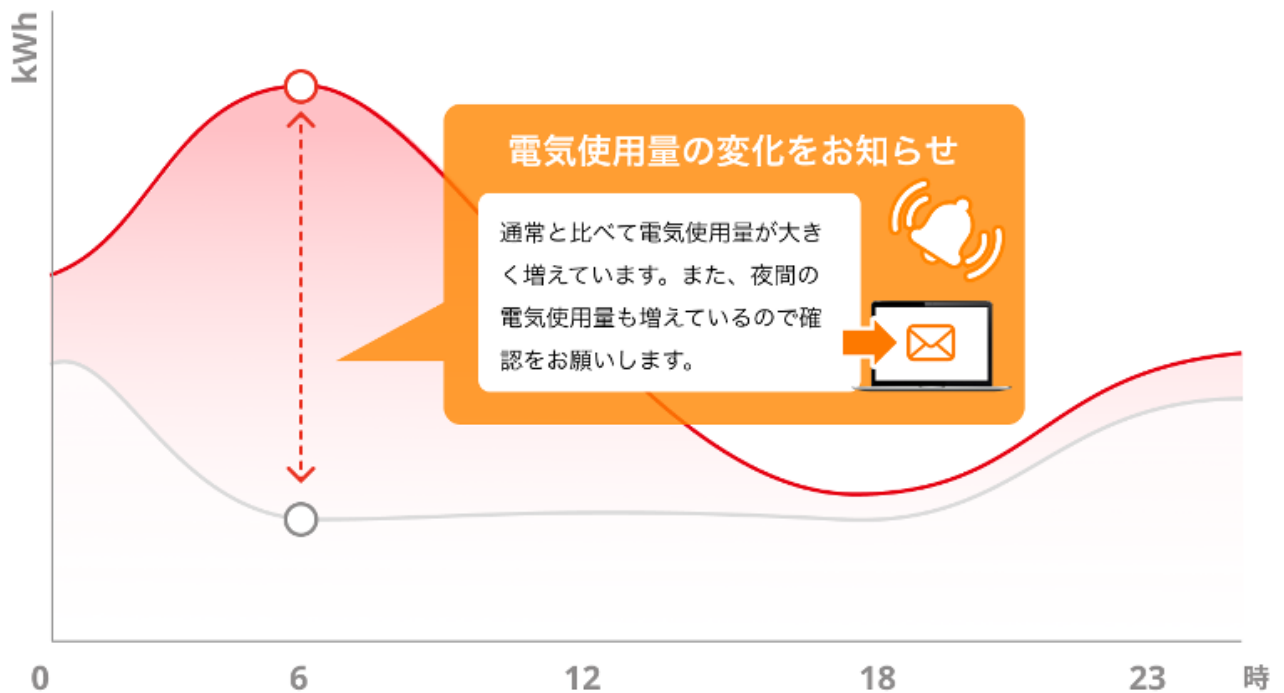 kWh
電気使用量の変化をお知らせ
通常と比べて電気使用量が大き
く増えています。また、夜間の
電気使用量も増えているので確
認をお願いします。
0 6 12 18 23 時